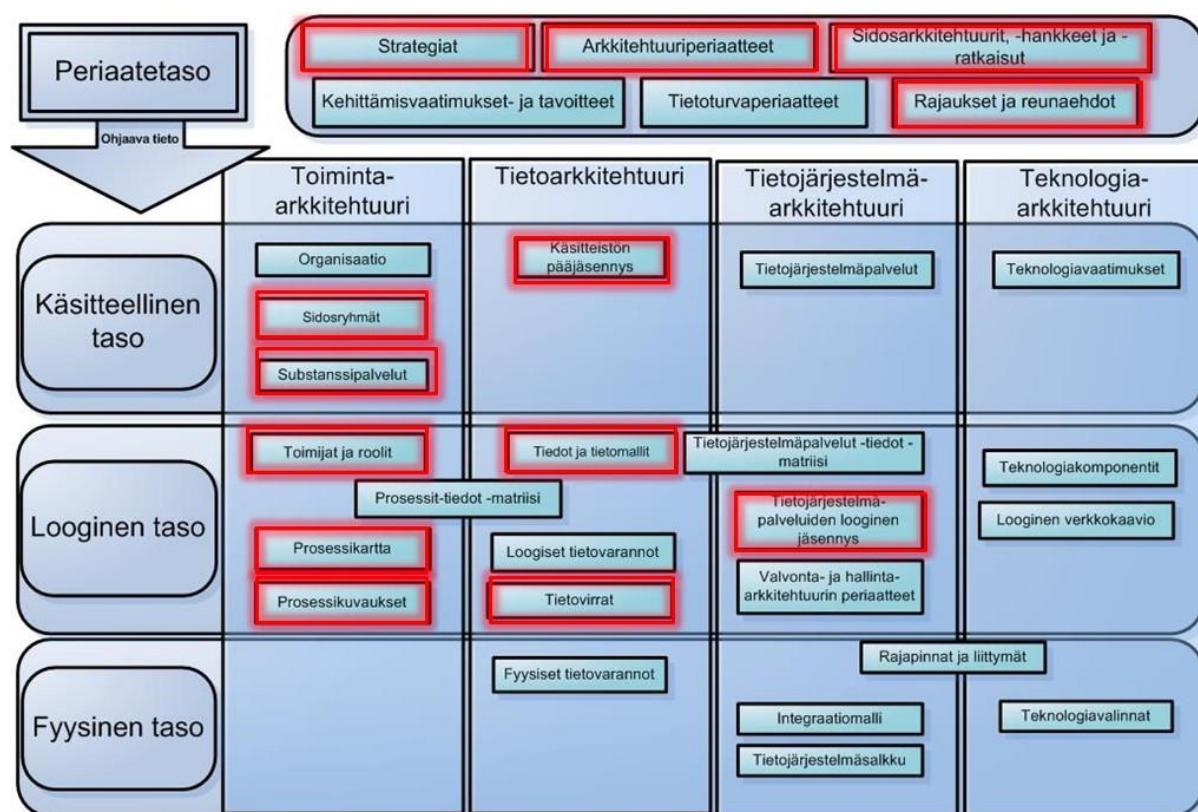 Periaatetaso
Ohjaava tieto
Strategiat
Arkkitehtuuriperiaatteet
Sidosarkkitehtuurit, -hankkeet ja -
ratkaisut
Kehittämisvaatimukset- ja tavoitteet
Tietoturvaperiaatteet
Rajaukset ja reunaehdot
Toiminta-
arkkitehtuuri
Tietoarkkitehtuuri
Tietojärjestelmä-
arkkitehtuuri
Teknologia-
arkkitehtuuri
Käsitteellinen
taso
Organisaatio
Sidosryhmät
Substanssipalvelut
Käsitteistön
pääjäsennys
Tietojärjestelmäpalvelut
Teknologiavaatimukset
Looginen taso
Toimijat ja roolit
Tiedot ja tietomallit
Tietojärjestelmäpalvelut -tiedot -
matriisi
Teknologiakomponentit
Prosessit-tiedot -matriisi
Tietojärjestelmä-
palveluiden looginen
jäsennys
Looginen verkkokaavio
Prosessikartta
Loogiset tietovarannot
Valvonta- ja hallinta-
arkkitehtuurin periaatteet
Prosessikuvaukset
Tietovirrat
Fyysinen taso
Fyysiset tietovarannot
Rajapinnat ja liittymät
Integraatiomalli
Teknologiavalinnat
Tietojärjestelmäsalkku